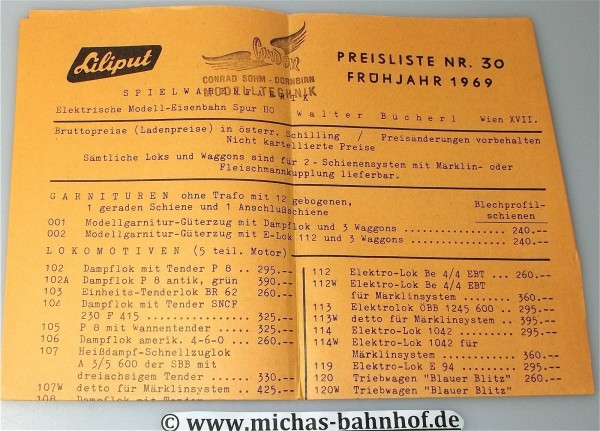 Liliput
Condor
CONRAD SOHM - DORNBIRN
MODELLTECHNIK
PREISLISTE NR. 30
FRÜHJAHR 1969
SPIELWARENFABRIK
Elektrische Modell-Eisenbahn Spur HO Walter Bücherl Wien XVII.
Bruttopreise (Ladenpreise) in österr. Schilling / Preisanderungen vorbehalten
Nicht kartellierte Preise
Sämtliche Loks und Waggons sind für 2-Schienensystem mit Märklin- oder
Fleischmannkupplung lieferbar.
GARNITUREN ohne Trafo mit 12 gebogenen,
1 geraden Schiene und 1 Anschlußschiene
Blechprofil-
schienen
001 Modellgarnitur-Güterzug mit Dampflok und 3 Waggons ................ 240.--
002 Modellgarnitur-Güterzug mit E-Lok 112 und 3 Waggons ............... 240.--
LOKOMOTIVEN (5 teil. Motor)
102 Dampflok mit Tender P 8 .. 295.--
102A Dampflok P 8 antik, grün 390.--
103 Einheits-Tenderlok BR 62 260.--
104 Dampflok mit Tender SNCF
230 F 415 ................ 325.--
105 P 8 mit Wannentender ..... 325.--
106 Dampflok amerik. 4-6-0 .. 260.--
107 Heißdampf-Schnellzuglok
A 3/5 600 der SBB mit
dreiachsigem Tender ...... 330.--
107W detto für Märklinsystem .. 425.--
108 Dampflok mit Tender
112 Elektro-Lok Be 4/4 EBT ... 260.--
112W Elektro-Lok Be 4/4 EBT
für Märklinsystem ........ 360.--
113 Elektrolok ÖBB 1245 600 .. 295.--
113W detto für Märklinsystem .. 395.--
114 Elektro-Lok 1042 ......... 295.--
114W Elektro-Lok 1042 für
Märklinsystem ............ 360.--
119 Elektro-Lok E 94 ......... 295.--
120 Triebwagen "Blauer Blitz" 260.--
120W Triebwagen "Blauer Blitz"
© www.michas-bahnhof.de